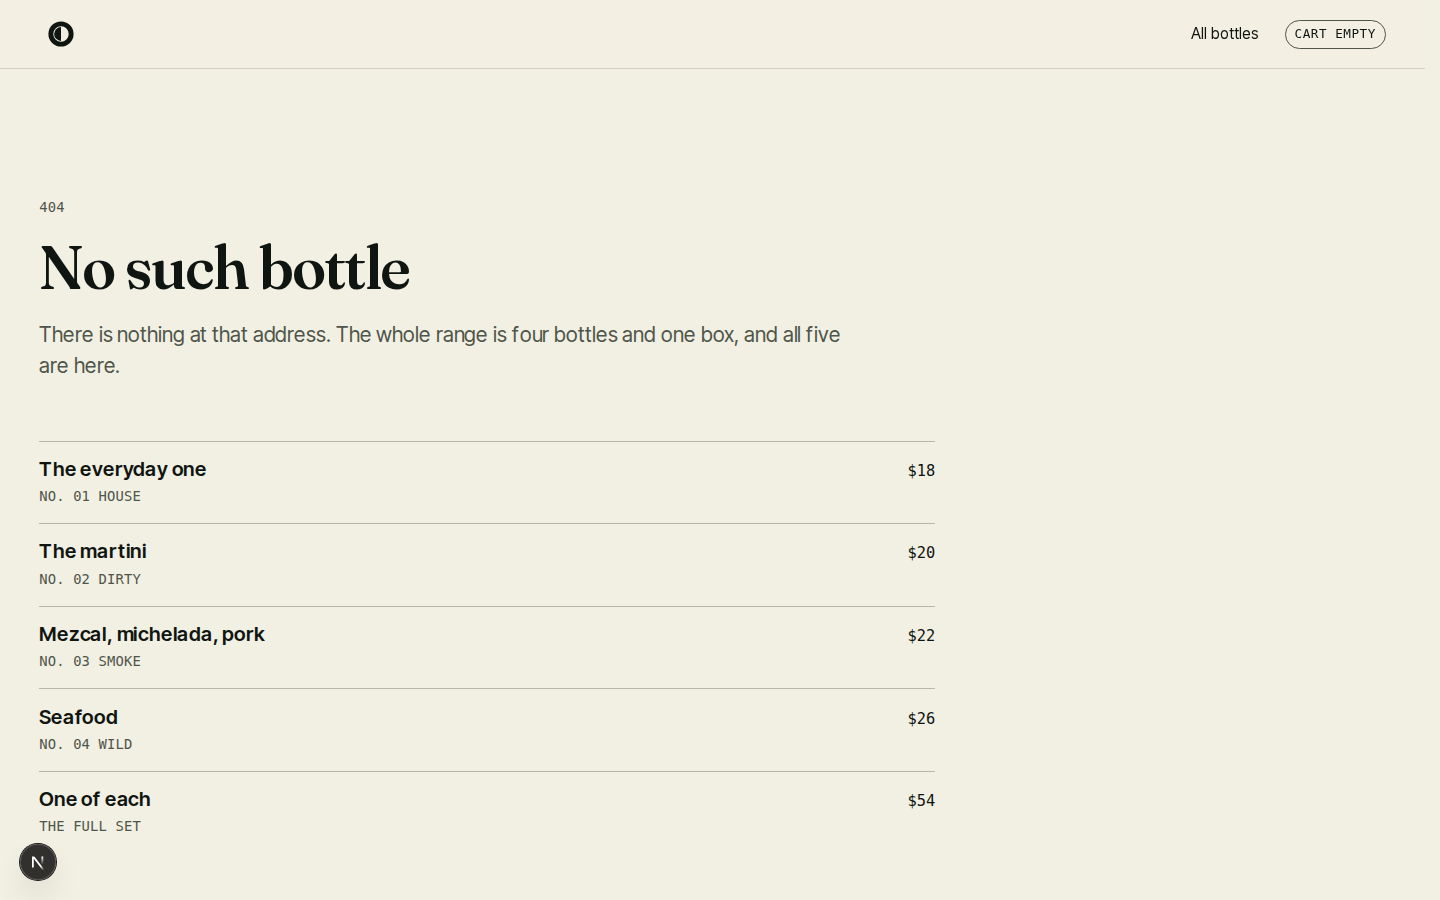 All bottles
CART EMPTY
404
No such bottle
There is nothing at that address. The whole range is four bottles and one box, and all five
are here.
The everyday one
$18
NO. 01 HOUSE
The martini
$20
NO. 02 DIRTY
Mezcal, michelada, pork
$22
NO. 03 SMOKE
Seafood
$26
NO. 04 WILD
One of each
$54
THE FULL SET
N